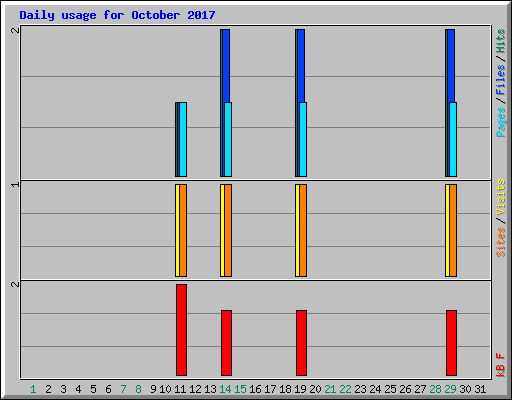 Daily usage for October 2017
2
Pages/Files/Hits
1
Sites/Visits
2
kB F
1 2 3 4 5 6 7 8 9 10 11 12 13 14 15 16 17 18 19 20 21 22 23 24 25 26 27 28 29 30 31